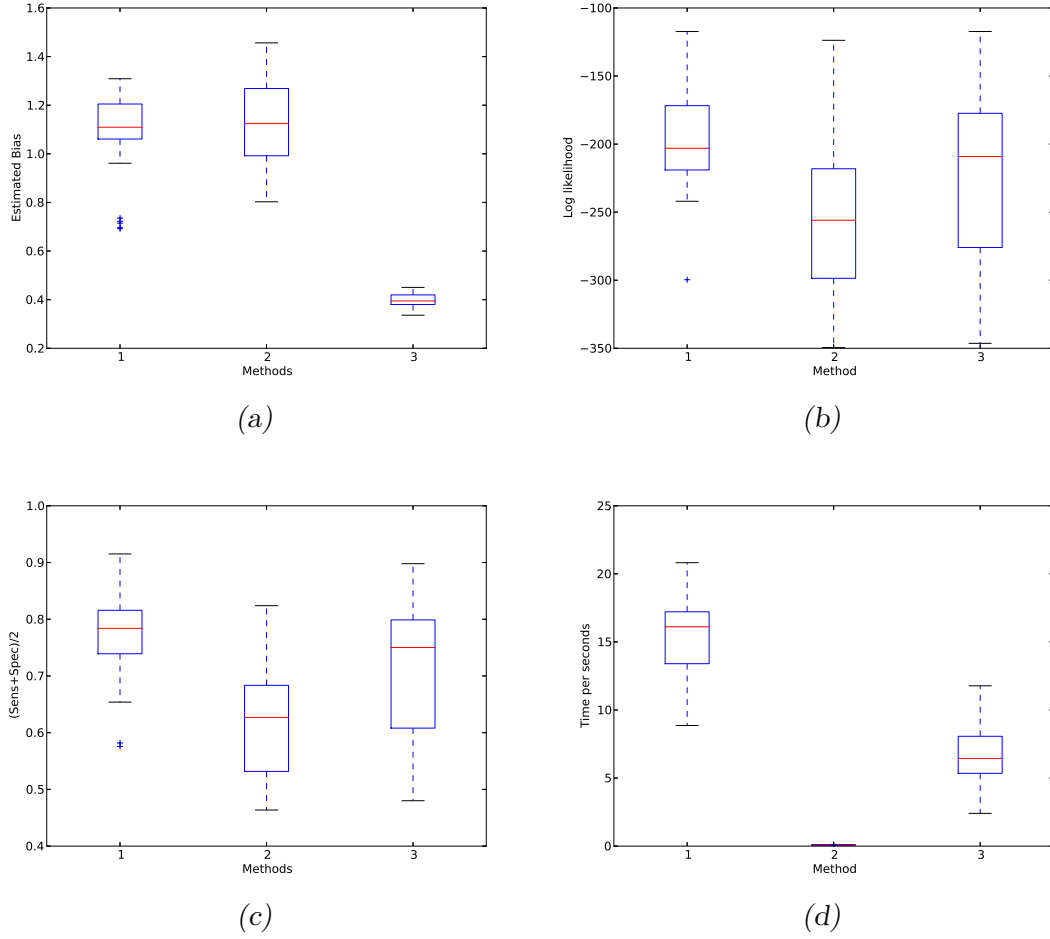 1.6
1.4
1.2
1.0
0.8
0.6
0.4
0.2
Estimated Bias
1 2 3
Methods
(a)
−100
−150
−200
−250
−300
−350
Log likelihood
1 2 3
Method
(b)
1.0
0.9
0.8
0.7
0.6
0.5
0.4
(Sens+Spec)/2
1 2 3
Methods
(c)
25
20
15
10
5
0
Time per seconds
1 2 3
Method
(d)